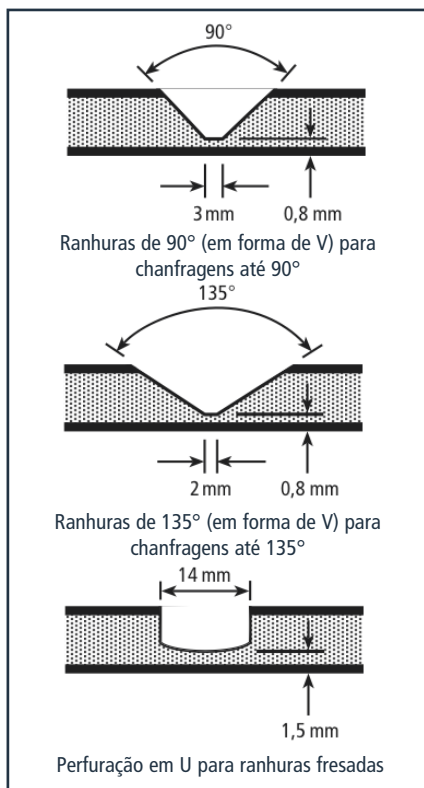 90°
3 mm
0,8 mm
Ranhuras de 90° (em forma de V) para
chanfragens até 90°
135°
2 mm
0,8 mm
Ranhuras de 135° (em forma de V) para
chanfragens até 135°
14 mm
1,5 mm
Perfuração em U para ranhuras fresadas